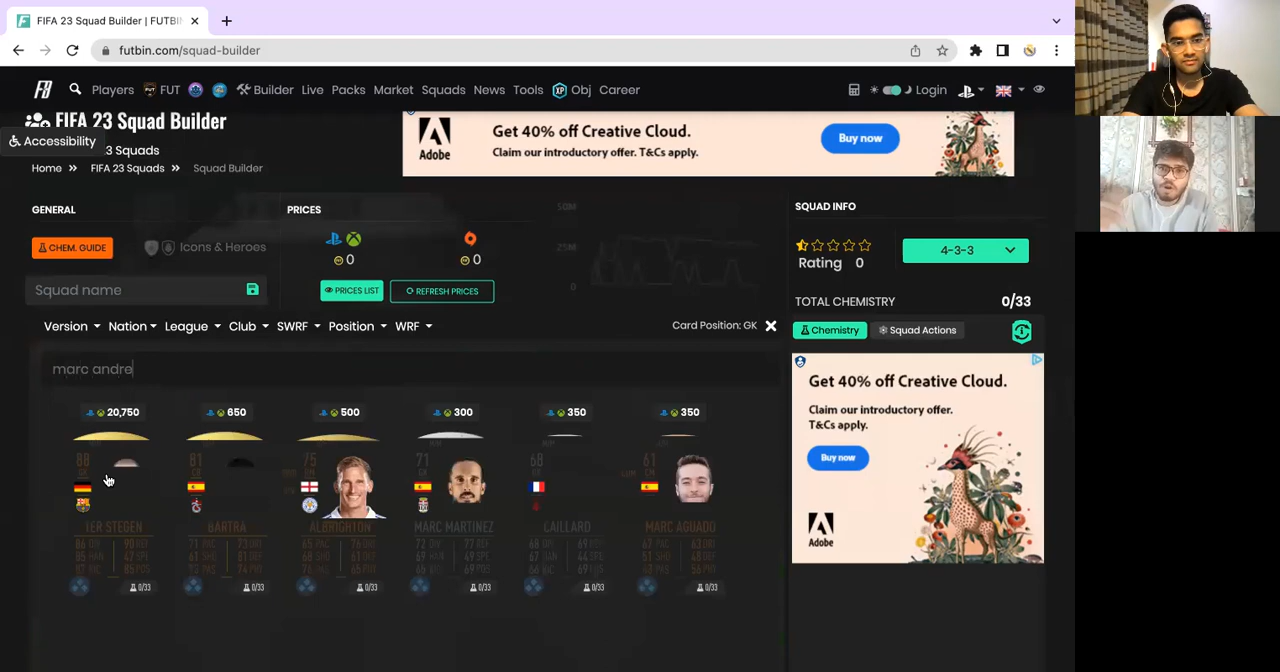 FIFA 23 Squad Builder | FUTBIN
futbin.com/squad-builder
Players FUT Builder Live Packs Market Squads News Tools XP Obj Career Login
FIFA 23 Squad Builder
Accessibility
3 Squads
Home FIFA 23 Squads Squad Builder
Get 40% off Creative Cloud.
Claim our introductory offer. T&Cs apply.
Buy now
Adobe
GENERAL
CHEM. GUIDE
Icons & Heroes
Squad name
PRICES
0 0
PRICES LIST
REFRESH PRICES
50M
25M
0
SQUAD INFO
Rating 0
4-3-3
TOTAL CHEMISTRY 0/33
Chemistry
Squad Actions
Version Nation League Club SWRF Position WRF
Card Position: GK
marc andre
20,750 650 500 300 350 350
88 81 75 71 68 61
TER STEGEN BARTRA ALBRIGHTON MARC MARTINEZ CAILLARD MARC AGUADO
0/33 0/33 0/33 0/33 0/33 0/33
Get 40% off Creative Cloud.
Claim our introductory offer.
T&Cs apply.
Buy now
Adobe